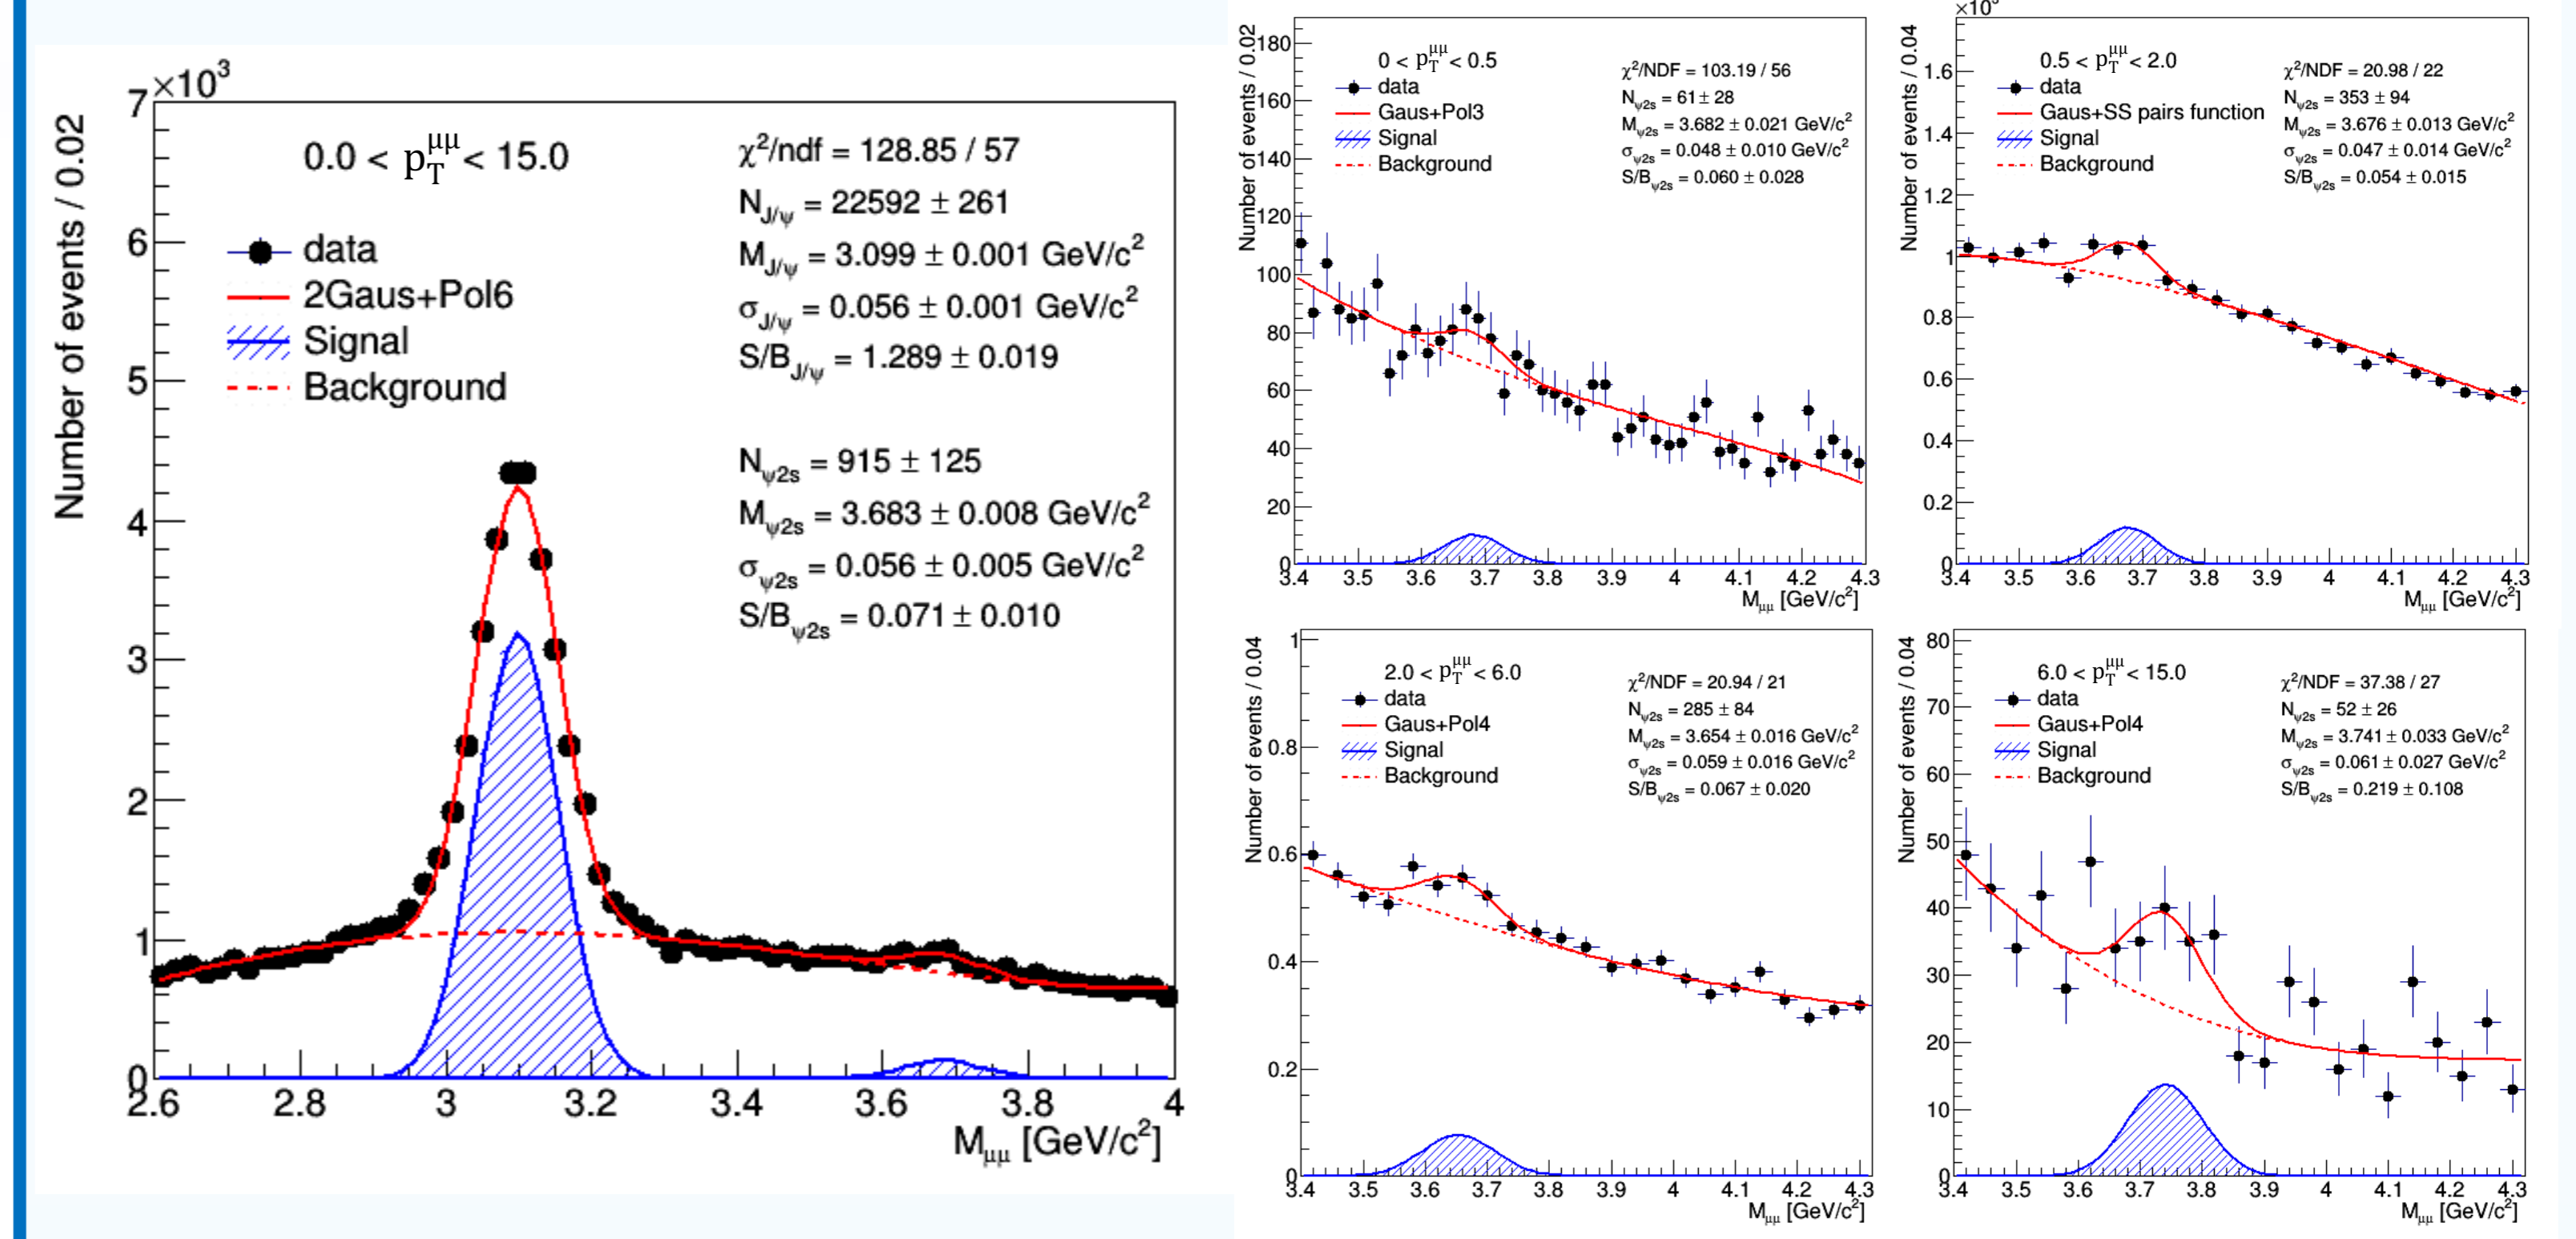 ×10³
7
6
5
4
3
2
1
0
Number of events / 0.02
0.0 < p_T^μμ < 15.0
data
2Gaus+Pol6
Signal
Background
χ²/ndf = 128.85 / 57
N_J/ψ = 22592 ± 261
M_J/ψ = 3.099 ± 0.001 GeV/c²
σ_J/ψ = 0.056 ± 0.001 GeV/c²
S/B_J/ψ = 1.289 ± 0.019
N_ψ2s = 915 ± 125
M_ψ2s = 3.683 ± 0.008 GeV/c²
σ_ψ2s = 0.056 ± 0.005 GeV/c²
S/B_ψ2s = 0.071 ± 0.010
2.6 2.8 3 3.2 3.4 3.6 3.8 4
M_μμ [GeV/c²]
Number of events / 0.02
180
160
140
120
100
80
60
40
20
0
0 < p_T^μμ < 0.5
data
Gaus+Pol3
Signal
Background
χ²/NDF = 103.19 / 56
N_ψ2s = 61 ± 28
M_ψ2s = 3.682 ± 0.021 GeV/c²
σ_ψ2s = 0.048 ± 0.010 GeV/c²
S/B_ψ2s = 0.060 ± 0.028
3.4 3.5 3.6 3.7 3.8 3.9 4 4.1 4.2 4.3
M_μμ [GeV/c²]
Number of events / 0.04
1.6
1.4
1.2
1
0.8
0.6
0.4
0.2
0
0.5 < p_T^μμ < 2.0
data
Gaus+SS pairs function
Signal
Background
χ²/NDF = 20.98 / 22
N_ψ2s = 353 ± 94
M_ψ2s = 3.676 ± 0.013 GeV/c²
σ_ψ2s = 0.047 ± 0.014 GeV/c²
S/B_ψ2s = 0.054 ± 0.015
3.4 3.5 3.6 3.7 3.8 3.9 4 4.1 4.2 4.3
M_μμ [GeV/c²]
Number of events / 0.04
1
0.8
0.6
0.4
0.2
0
2.0 < p_T^μμ < 6.0
data
Gaus+Pol4
Signal
Background
χ²/NDF = 20.94 / 21
N_ψ2s = 285 ± 84
M_ψ2s = 3.654 ± 0.016 GeV/c²
σ_ψ2s = 0.059 ± 0.016 GeV/c²
S/B_ψ2s = 0.067 ± 0.020
3.4 3.5 3.6 3.7 3.8 3.9 4 4.1 4.2 4.3
M_μμ [GeV/c²]
Number of events / 0.04
80
70
60
50
40
30
20
10
0
6.0 < p_T^μμ < 15.0
data
Gaus+Pol4
Signal
Background
χ²/NDF = 37.38 / 27
N_ψ2s = 52 ± 26
M_ψ2s = 3.741 ± 0.033 GeV/c²
σ_ψ2s = 0.061 ± 0.027 GeV/c²
S/B_ψ2s = 0.219 ± 0.108
3.4 3.5 3.6 3.7 3.8 3.9 4 4.1 4.2 4.3
M_μμ [GeV/c²]